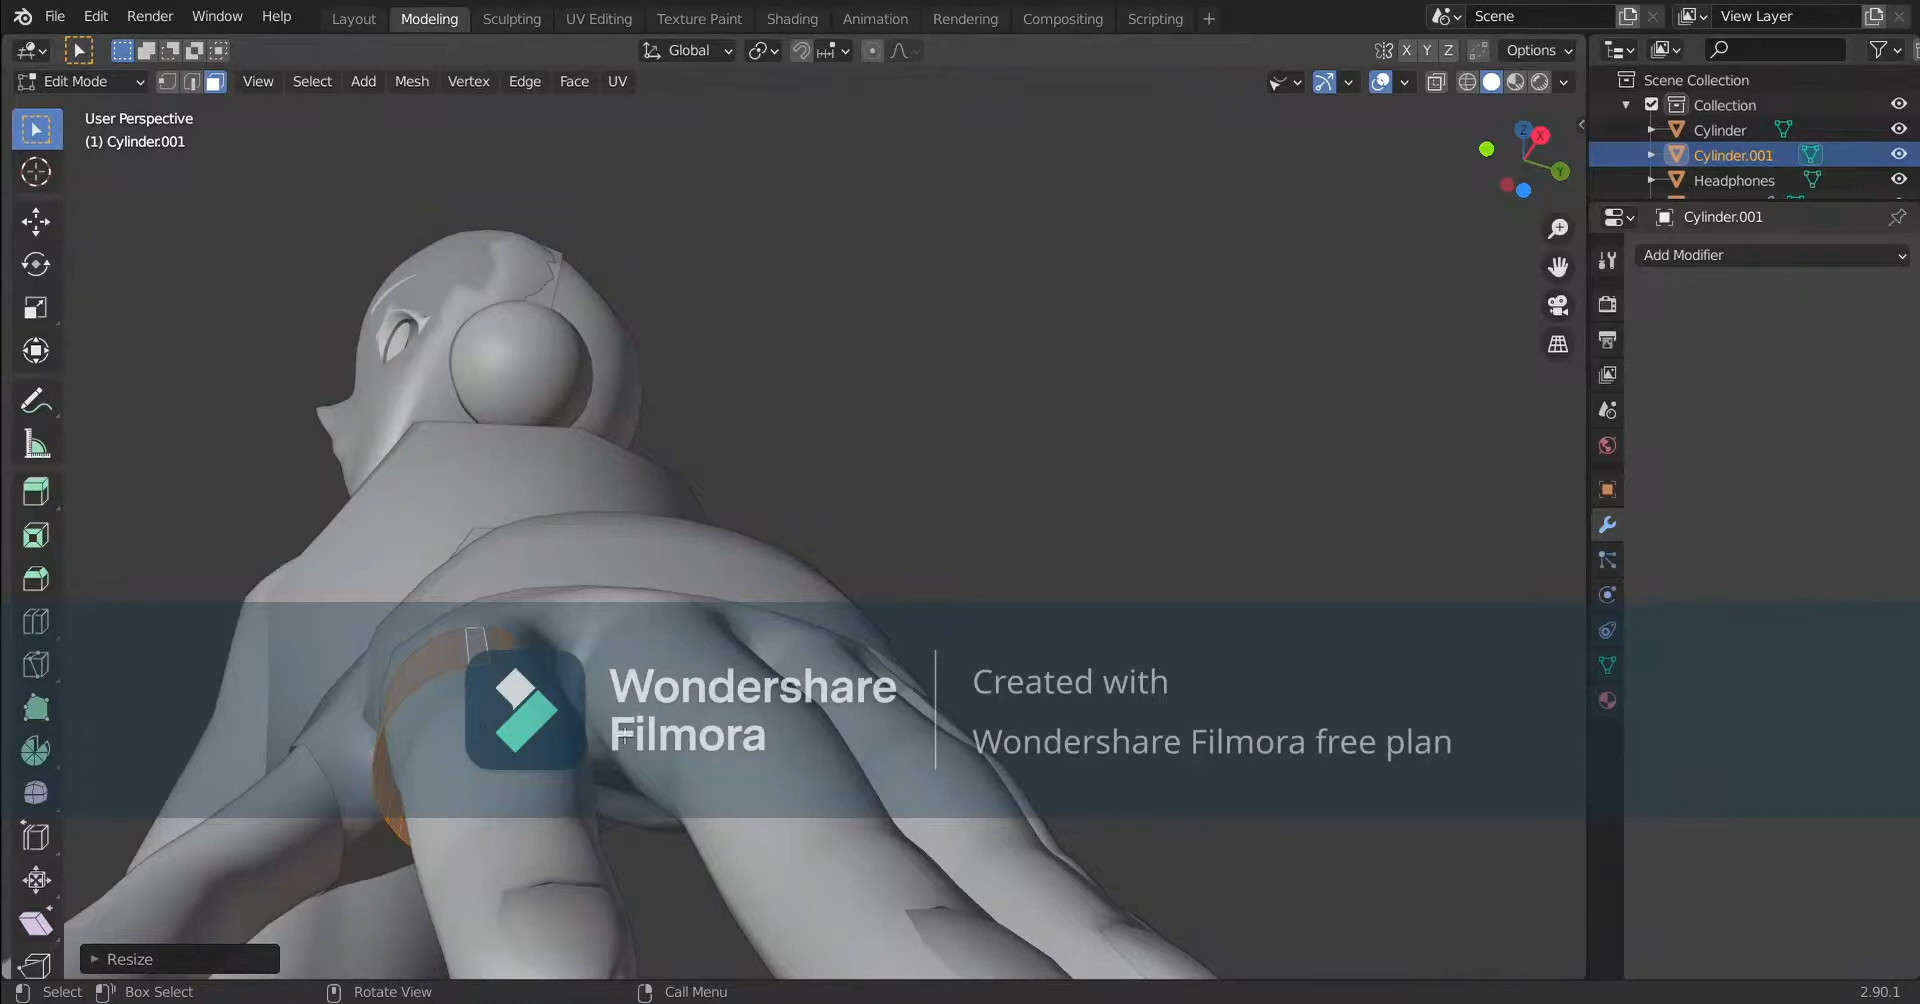 File Edit Render Window Help Layout Modeling Sculpting UV Editing Texture Paint Shading Animation Rendering Compositing Scripting + Scene View Layer
Global X Y Z Options
Edit Mode View Select Add Mesh Vertex Edge Face UV
Scene Collection
Collection
Cylinder
Cylinder.001
Headphones
User Perspective
(1) Cylinder.001
Z X Y
Cylinder.001
Add Modifier
Wondershare
Filmora
Created with
Wondershare Filmora free plan
Resize
Select Box Select Rotate View Call Menu 2.90.1